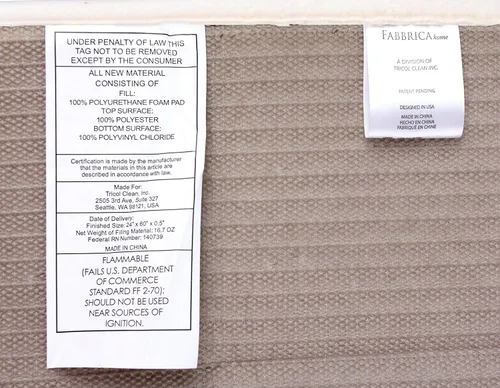 UNDER PENALTY OF LAW THIS
TAG NOT TO BE REMOVED
EXCEPT BY THE CONSUMER
ALL NEW MATERIAL
CONSISTING OF
FILL:
100% POLYURETHANE FOAM PAD
TOP SURFACE:
100% POLYESTER
BOTTOM SURFACE:
100% POLYVINYL CHLORIDE
Certification is made by the manufacturer
that the materials in this article are
described in accordance with law.
Made For:
Tricol Clean, Inc.
2505 3rd Ave, Suite 327
Seattle, WA 98121, USA
Date of Delivery:
Finished Size: 24" x 60" x 0.5"
Net Weight of Filling Material: 16.7 OZ
Federal RN Number: 140739
MADE IN CHINA
FLAMMABLE
(FAILS U.S. DEPARTMENT
OF COMMERCE
STANDARD FF 2-70);
SHOULD NOT BE USED
NEAR SOURCES OF
IGNITION.
FABBRICA home
A DIVISION OF
TRICOL CLEAN, INC.
PATENT PENDING
DESIGNED IN USA
MADE IN CHINA
HECHO EN CHINA
FABRIQUÉ EN CHINE